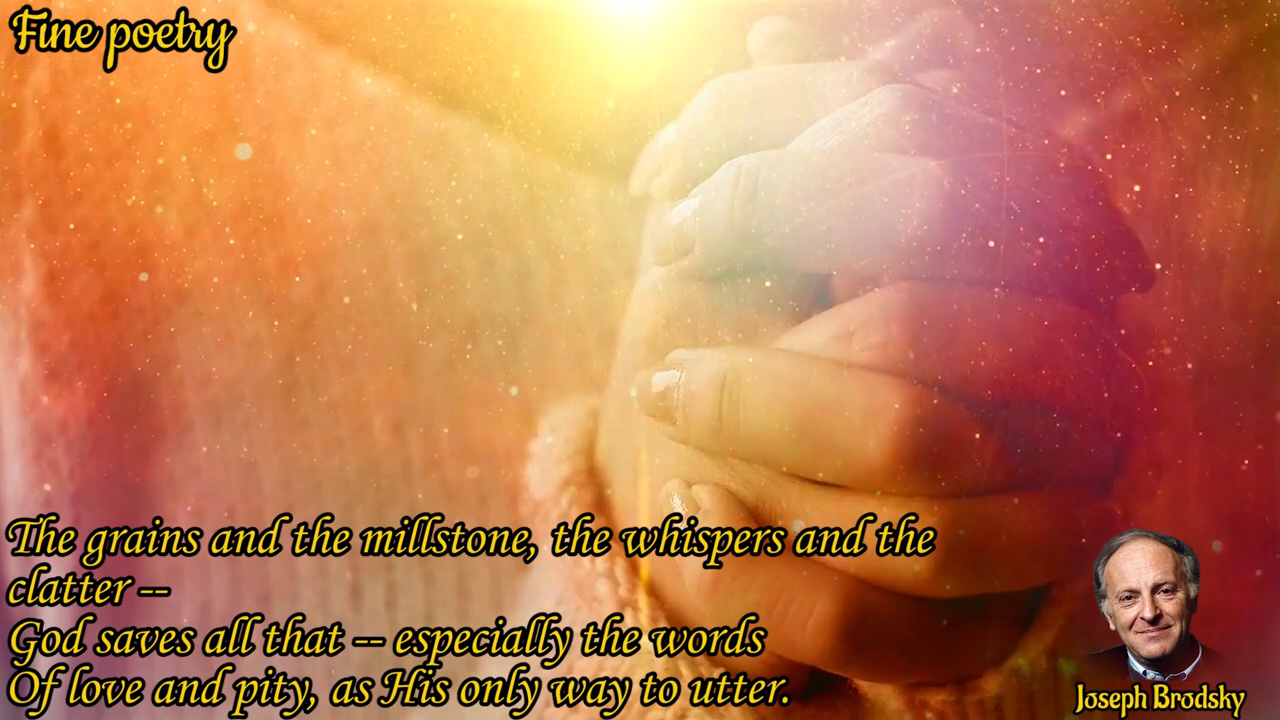 Fine poetry
The grains and the millstone, the whispers and the
clatter --
God saves all that -- especially the words
Of love and pity, as His only way to utter.
Joseph Brodsky